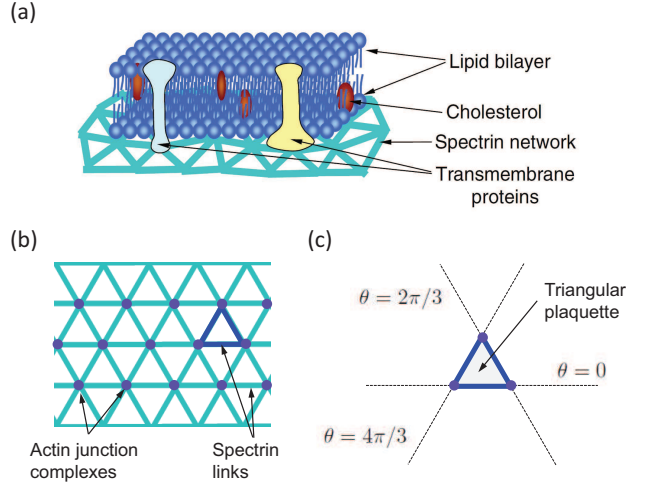 (a)
Lipid bilayer
Cholesterol
Spectrin network
Transmembrane
proteins
(b)
Actin junction
complexes
Spectrin
links
(c)
θ = 2π/3
Triangular
plaquette
θ = 0
θ = 4π/3